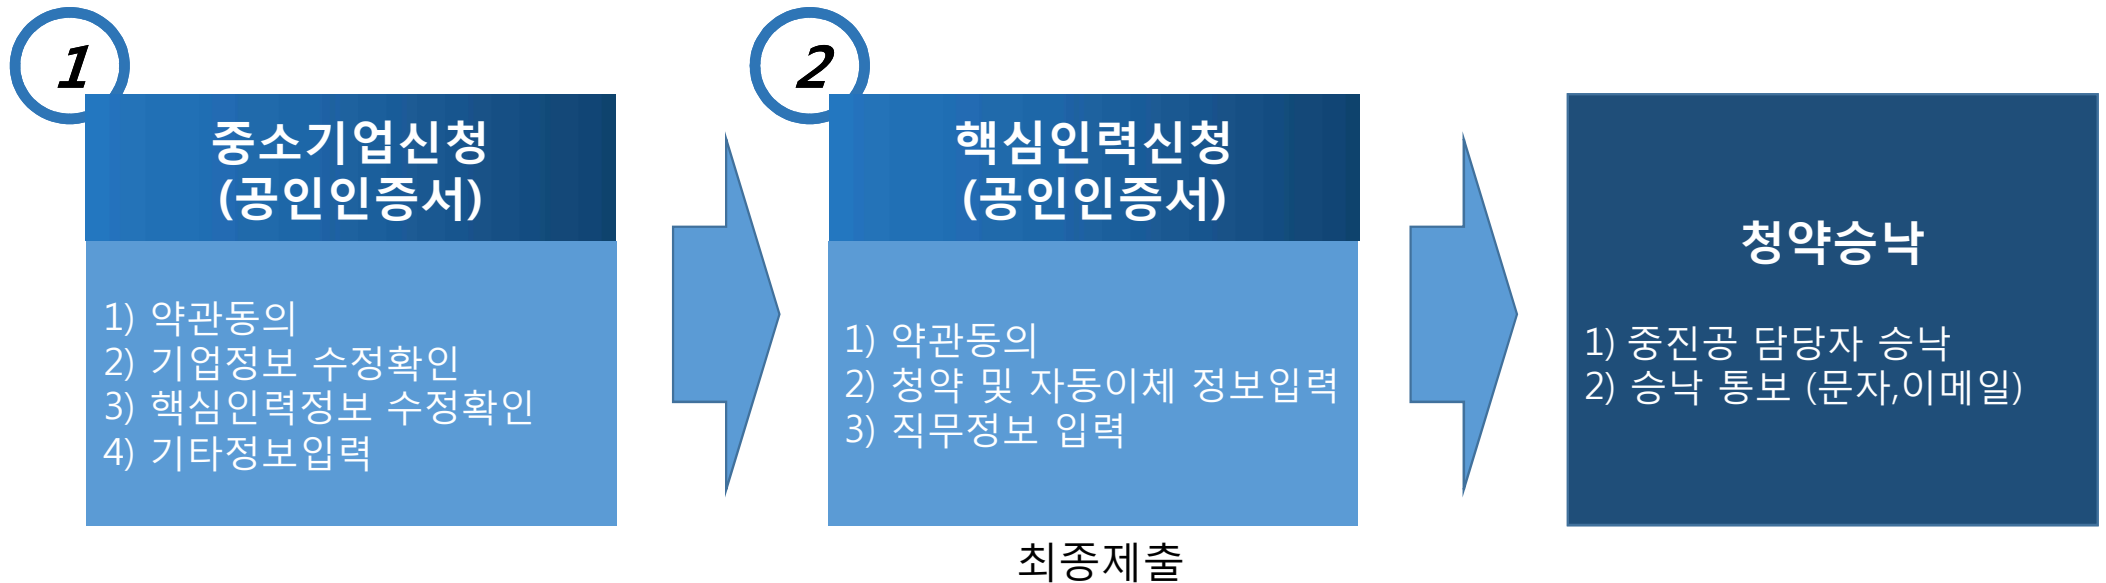 1
중소기업신청
(공인인증서)
1) 약관동의
2) 기업정보 수정확인
3) 핵심인력정보 수정확인
4) 기타정보입력
2
핵심인력신청
(공인인증서)
1) 약관동의
2) 청약 및 자동이체 정보입력
3) 직무정보 입력
최종제출
청약승낙
1) 중진공 담당자 승낙
2) 승낙 통보 (문자,이메일)